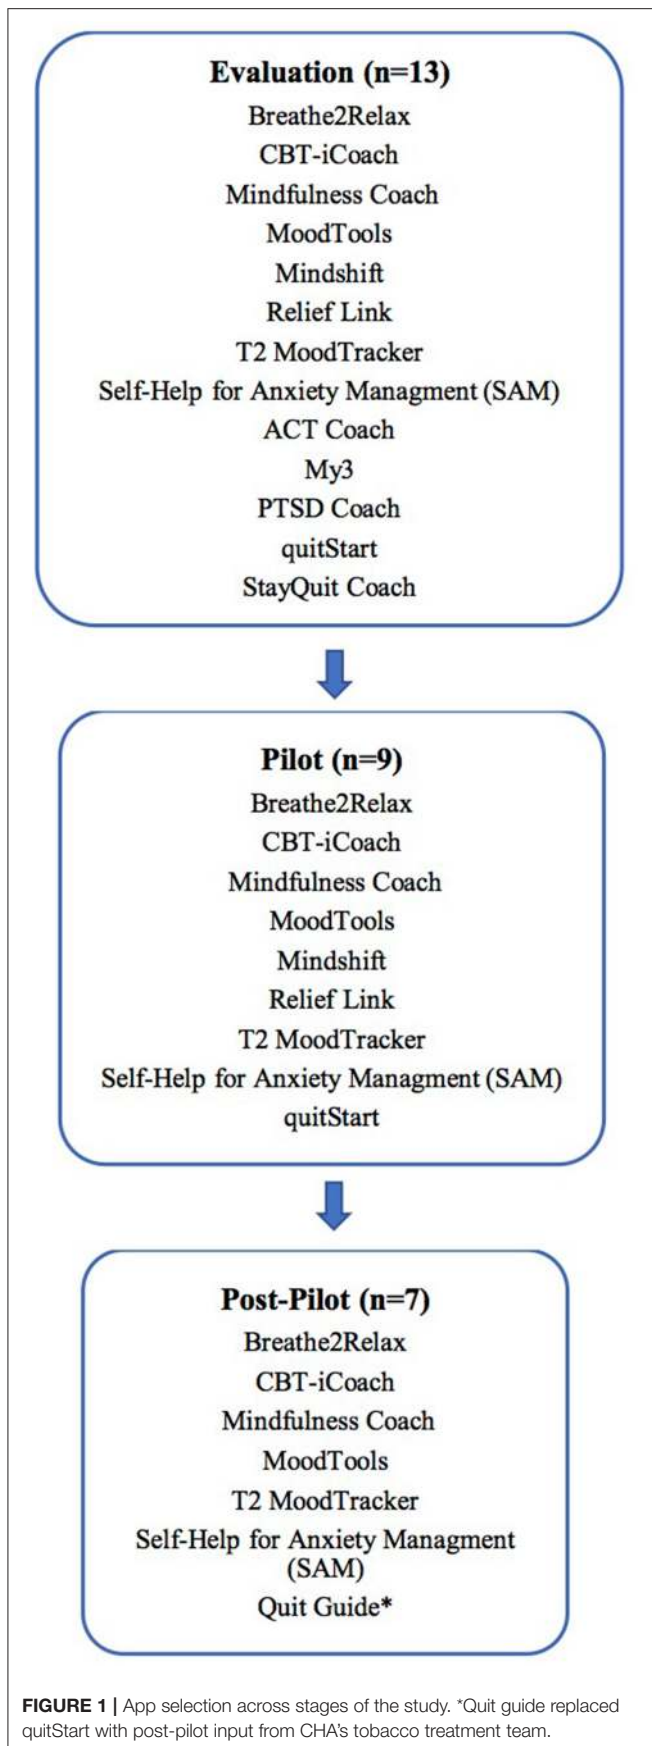 Evaluation (n=13)
Breathe2Relax
CBT-iCoach
Mindfulness Coach
MoodTools
Mindshift
Relief Link
T2 MoodTracker
Self-Help for Anxiety Managment (SAM)
ACT Coach
My3
PTSD Coach
quitStart
StayQuit Coach
Pilot (n=9)
Breathe2Relax
CBT-iCoach
Mindfulness Coach
MoodTools
Mindshift
Relief Link
T2 MoodTracker
Self-Help for Anxiety Managment (SAM)
quitStart
Post-Pilot (n=7)
Breathe2Relax
CBT-iCoach
Mindfulness Coach
MoodTools
T2 MoodTracker
Self-Help for Anxiety Managment
(SAM)
Quit Guide*
FIGURE 1 | App selection across stages of the study. *Quit guide replaced
quitStart with post-pilot input from CHA's tobacco treatment team.